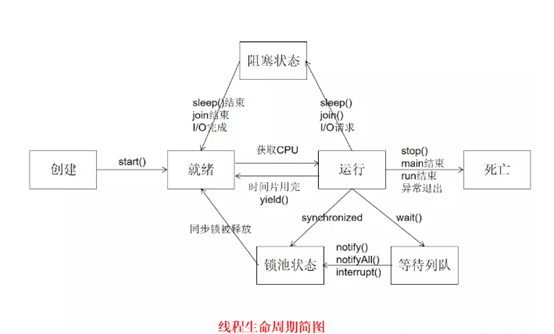 阻塞状态
sleep()结束
join结束
I/O完成
sleep()
join()
I/O请求
创建
start()
就绪
获取CPU
时间片用完
yield()
运行
stop()
main结束
run结束
异常退出
死亡
同步锁被释放
synchronized
wait()
锁池状态
notify()
notifyAll()
interrupt()
等待列队
线程生命周期简图